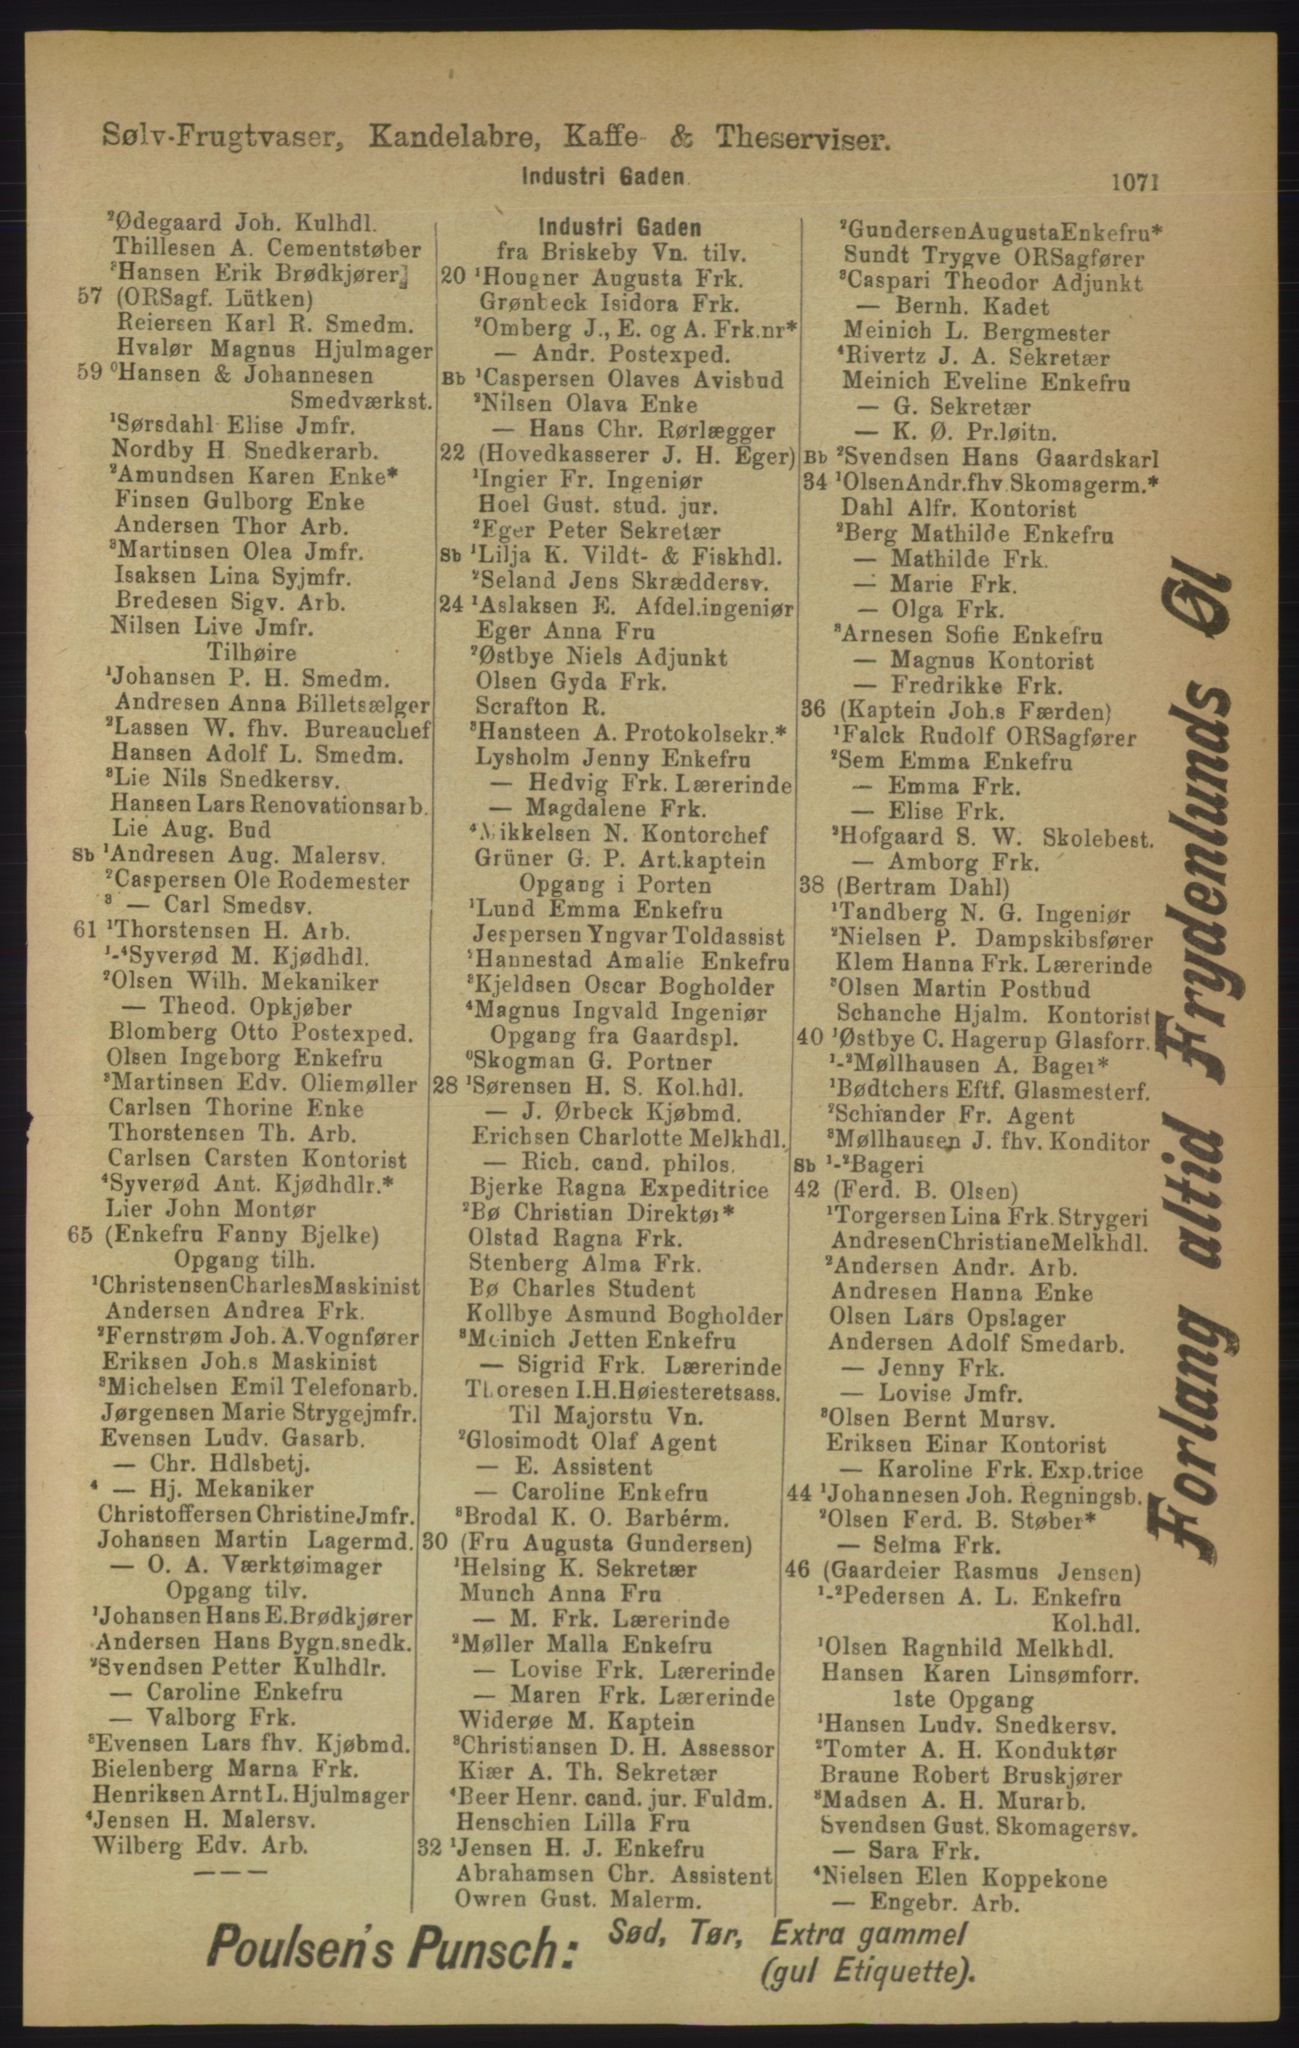 Sølv-Frugtvaser, Kandelabre, Kaffe- & Theserviser.
Industri Gaden
1071
²Ødegaard Joh. Kulhdl.
Thillesen A. Cementstøber
³Hansen Erik Brødkjører
57 (ORSagf. Lütken)
Reiersen Karl R. Smedm.
Hvalør Magnus Hjulmager
59 ⁰Hansen & Johannesen
Smedværkst.
¹Sørsdahl Elise Jmfr.
Nordby H Snedkerarb.
²Amundsen Karen Enke*
Finsen Gulborg Enke
Andersen Thor Arb.
³Martinsen Olea Jmfr.
Isaksen Lina Syjmfr.
Bredesen Sigv. Arb.
Nilsen Live Jmfr.
Tilhøire
¹Johansen P. H. Smedm.
Andresen Anna Billetsælger
²Lassen W. fhv. Bureauchef
Hansen Adolf L. Smedm.
³Lie Nils Snedkersv.
Hansen Lars Renovationsarb.
Lie Aug. Bud
Sb ¹Andresen Aug. Malersv.
²Caspersen Ole Rodemester
³ — Carl Smedsv.
61 ¹Thorstensen H. Arb.
¹-⁴Syverød M. Kjødhdl.
²Olsen Wilh. Mekaniker
— Theod. Opkjøber
Blomberg Otto Postexped.
Olsen Ingeborg Enkefru
³Martinsen Edv. Oliemøller
Carlsen Thorine Enke
Thorstensen Th. Arb.
Carlsen Carsten Kontorist
⁴Syverød Ant. Kjødhdlr.*
Lier John Montør
65 (Enkefru Fanny Bjelke)
Opgang tilh.
¹Christensen Charles Maskinist
Andersen Andrea Frk.
²Fernstrøm Joh. A. Vognfører
Eriksen Joh.s Maskinist
³Michelsen Emil Telefonarb.
Jørgensen Marie Strygejmfr.
Evensen Ludv. Gasarb.
— Chr. Hdlsbetj.
⁴ — Hj. Mekaniker
Christoffersen Christine Jmfr.
Johansen Martin Lagermd.
— O. A. Værktøimager
Opgang tilv.
¹Johansen Hans E. Brødkjører
Andersen Hans Bygn.snedk.
²Svendsen Petter Kulhdlr.
— Caroline Enkefru
— Valborg Frk.
³Evensen Lars fhv. Kjøbmd.
Bielenberg Marna Frk.
Henriksen Arnt L. Hjulmager
⁴Jensen H. Malersv.
Wilberg Edv. Arb.
— — —
Industri Gaden
fra Briskeby Vn. tilv.
20 ¹Hougner Augusta Frk.
Grønbeck Isidora Frk.
²Omberg J., E. og A. Frk.nr*
— Andr. Postexped.
Bb ¹Caspersen Olaves Avisbud
²Nilsen Olava Enke
— Hans Chr. Rørlægger
22 (Hovedkasserer J. H. Eger)
¹Ingier Fr. Ingeniør
Hoel Gust. stud. jur.
²Eger Peter Sekretær
Sb ¹Lilja K. Vildt- & Fiskhdl.
²Seland Jens Skræddersv.
24 ¹Aslaksen E. Afdel.ingeniør
Eger Anna Fru
²Østbye Niels Adjunkt
Olsen Gyda Frk.
Scrafton R.
³Hansteen A. Protokolsekr.*
Lysholm Jenny Enkefru
— Hedvig Frk. Lærerinde
— Magdalene Frk.
⁴Mikkelsen N. Kontorchef
Grüner G. P. Art.kaptein
Opgang i Porten
¹Lund Emma Enkefru
Jespersen Yngvar Toldassist
²Hannestad Amalie Enkefru
³Kjeldsen Oscar Bogholder
⁴Magnus Ingvald Ingeniør
Opgang fra Gaardspl.
⁰Skogman G. Portner
28 ¹Sørensen H. S. Kol.hdl.
— J. Ørbeck Kjøbmd.
Erichsen Charlotte Melkhdl.
— Rich. cand. philos.
Bjerke Ragna Expeditrice
²Bø Christian Direktør*
Olstad Ragna Frk.
Stenberg Alma Frk.
Bø Charles Student
Kollbye Asmund Bogholder
³Meinich Jetten Enkefru
— Sigrid Frk. Lærerinde
Thoresen I. H. Høiesteretsass.
Til Majorstu Vn.
²Glosimodt Olaf Agent
— E. Assistent
— Caroline Enkefru
³Brodal K. O. Barbérm.
30 (Fru Augusta Gundersen)
¹Helsing K. Sekretær
Munch Anna Fru
— M. Frk. Lærerinde
²Møller Malla Enkefru
— Lovise Frk. Lærerinde
— Maren Frk. Lærerinde
Widerøe M. Kaptein
³Christiansen D. H. Assessor
Kiær A. Th. Sekretær
⁴Beer Henr. cand. jur. Fuldm.
Henschien Lilla Fru
32 ¹Jensen H. J. Enkefru
Abrahamsen Chr. Assistent
Owren Gust. Malerm.
²Gundersen Augusta Enkefru*
Sundt Trygve ORSagfører
³Caspari Theodor Adjunkt
— Bernh. Kadet
Meinich L. Bergmester
⁴Rivertz J. A. Sekretær
Meinich Eveline Enkefru
— G. Sekretær
— K. Ø. Pr.løitn.
Bb ²Svendsen Hans Gaardskarl
34 ¹Olsen Andr. fhv. Skomagerm.*
Dahl Alfr. Kontorist
²Berg Mathilde Enkefru
— Mathilde Frk.
— Marie Frk.
— Olga Frk.
³Arnesen Sofie Enkefru
— Magnus Kontorist
— Fredrikke Frk.
36 (Kaptein Joh.s Færden)
¹Falck Rudolf ORSagfører
²Sem Emma Enkefru
— Emma Frk.
— Elise Frk.
³Hofgaard S. W. Skolebest.
— Amborg Frk.
38 (Bertram Dahl)
¹Tandberg N. G. Ingeniør
²Nielsen P. Dampskibsfører
Klem Hanna Frk. Lærerinde
³Olsen Martin Postbud
Schanche Hjalm. Kontorist
40 ¹Østbye C. Hagerup Glasforr.
¹-²Møllhausen A. Bager*
¹Bødtchers Eftf. Glasmesterf.
²Schiander Fr. Agent
³Møllhausen J. fhv. Konditor
Sb ¹-²Bageri
42 (Ferd. B. Olsen)
¹Torgersen Lina Frk. Strygeri
Andresen Christiane Melkhdl.
²Andersen Andr. Arb.
Andresen Hanna Enke
Olsen Lars Opslager
Andersen Adolf Smedarb.
— Jenny Frk.
— Lovise Jmfr.
³Olsen Bernt Mursv.
Eriksen Einar Kontorist
— Karoline Frk. Exp.trice
44 ¹Johannesen Joh. Regningsb.
²Olsen Ferd. B. Støber*
— Selma Frk.
46 (Gaardeier Rasmus Jensen)
¹-²Pedersen A. L. Enkefru
Kol.hdl.
¹Olsen Ragnhild Melkhdl.
Hansen Karen Linsømforr.
1ste Opgang
¹Hansen Ludv. Snedkersv.
²Tomter A. H. Konduktør
Braune Robert Bruskjører
³Madsen A. H. Murarb.
Svendsen Gust. Skomagersv.
— Sara Frk.
⁴Nielsen Elen Koppekone
— Engebr. Arb.
Forlang altid Frydenlunds Øl
Poulsen's Punsch: Sød, Tør, Extra gammel
(gul Etiquette).